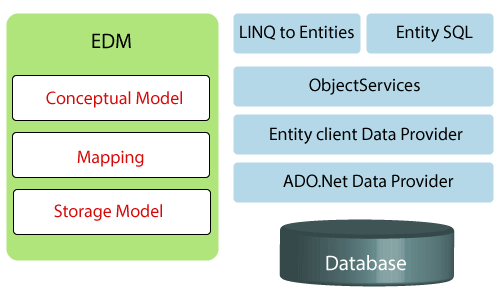 EDM
Conceptual Model
Mapping
Storage Model
LINQ to Entities
Entity SQL
ObjectServices
Entity client Data Provider
ADO.Net Data Provider
Database